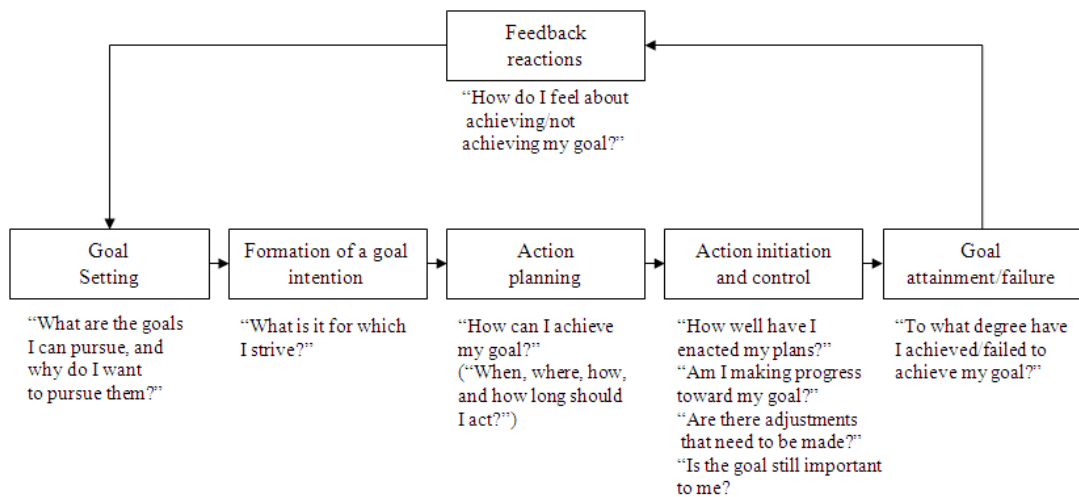 Feedback
reactions
“How do I feel about
achieving/not
achieving my goal?”
Goal
Setting
“What are the goals
I can pursue, and
why do I want
to pursue them?”
Formation of a goal
intention
“What is it for which
I strive?”
Action
planning
“How can I achieve
my goal?”
(“When, where, how,
and how long should
I act?”)
Action initiation
and control
“How well have I
enacted my plans?”
“Am I making progress
toward my goal?”
“Are there adjustments
that need to be made?”
“Is the goal still important
to me?
Goal
attainment/failure
“To what degree have
I achieved/failed to
achieve my goal?”